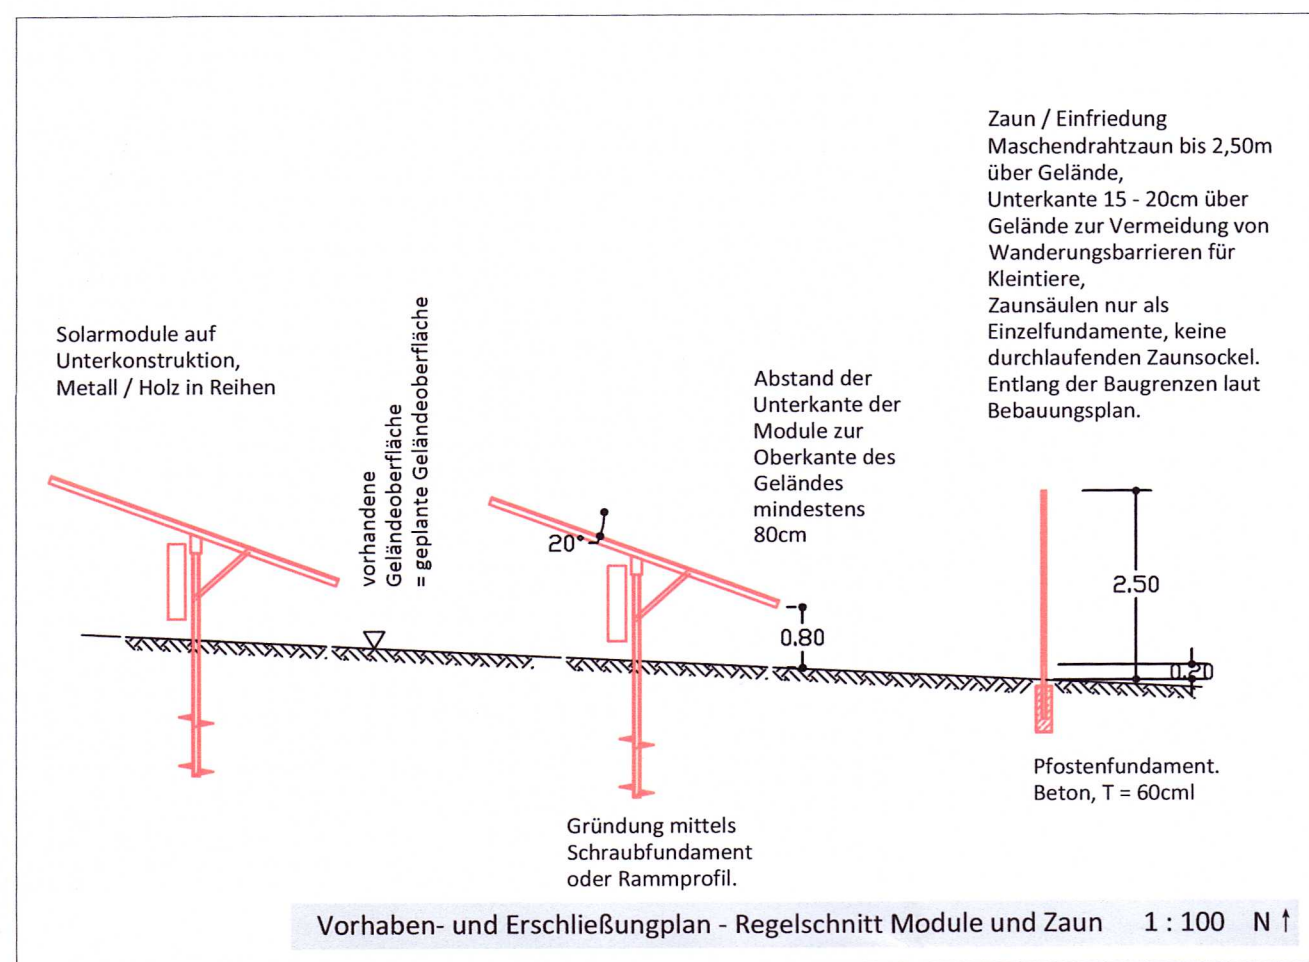 Zaun / Einfriedung
Maschendrahtzaun bis 2,50m
über Gelände,
Unterkante 15 - 20cm über
Gelände zur Vermeidung von
Wanderungsbarrieren für
Kleintiere,
Zaunsäulen nur als
Einzelfundamente, keine
durchlaufenden Zaunsockel.
Entlang der Baugrenzen laut
Bebauungsplan.
Solarmodule auf
Unterkonstruktion,
Metall / Holz in Reihen
vorhandene
Geländeoberfläche
= geplante Geländeoberfläche
Abstand der
Unterkante der
Module zur
Oberkante des
Geländes
mindestens
80cm
20°
0.80
2.50
0.20
Pfostenfundament.
Beton, T = 60cml
Gründung mittels
Schraubfundament
oder Rammprofil.
Vorhaben- und Erschließungplan - Regelschnitt Module und Zaun 1 : 100 N ↑